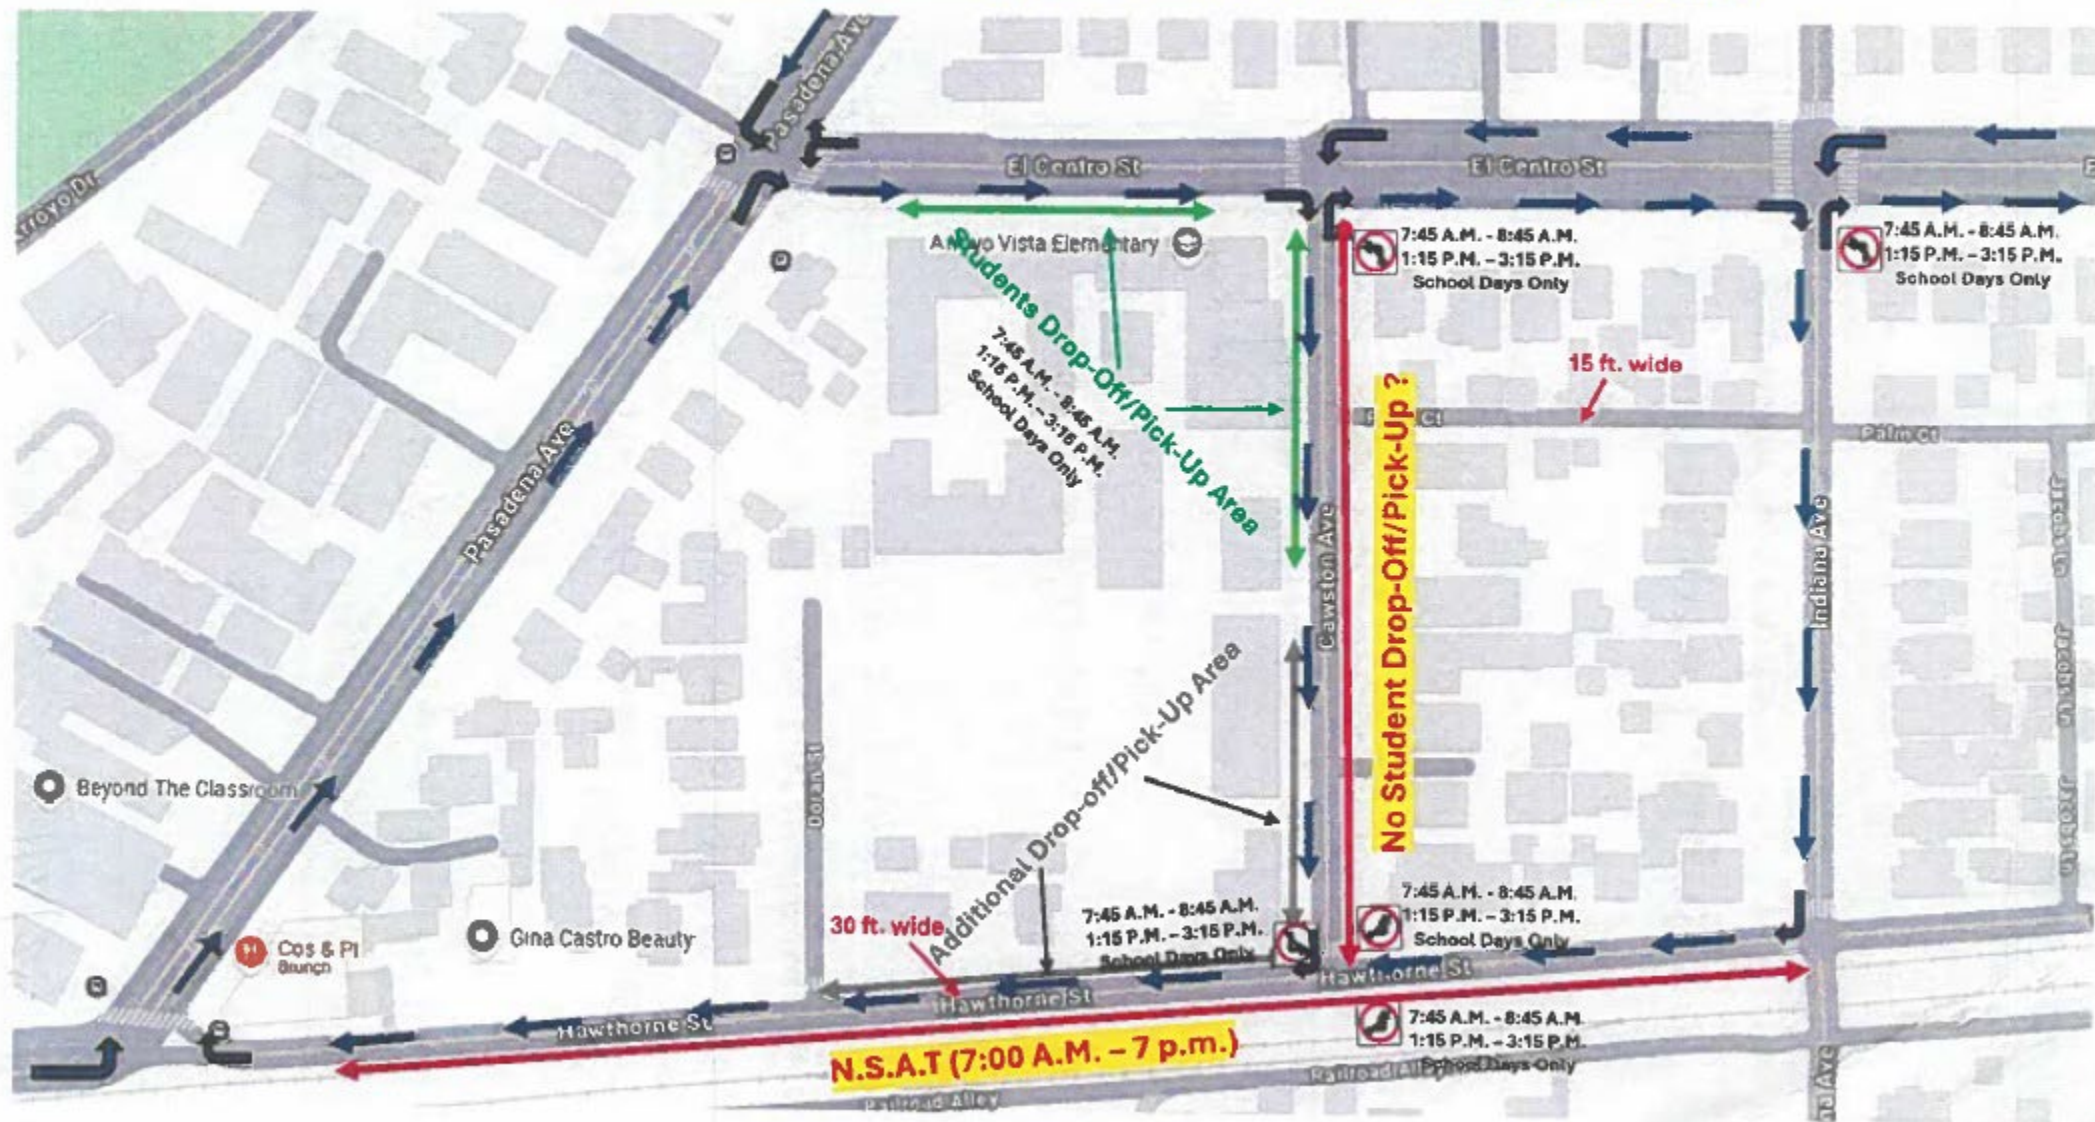 Pasadena Ave
Arroyo Dr
El Centro St
El Centro St
Arroyo Vista Elementary
Students Drop-Off/Pick-Up Area
7:45 A.M. - 8:45 A.M.
1:15 P.M. – 3:15 P.M.
School Days Only
7:45 A.M. - 8:45 A.M.
1:15 P.M. – 3:15 P.M.
School Days Only
7:45 A.M. - 8:45 A.M.
1:15 P.M. – 3:15 P.M.
School Days Only
15 ft. wide
Ct
Palm Ct
No Student Drop-Off/Pick-Up ?
Pasadena Ave
Cawston Ave
Indiana Ave
Doran St
Additional Drop-off/Pick-Up Area
Beyond The Classroom
Gina Castro Beauty
Cos & Pi
Brunch
30 ft. wide
7:45 A.M. - 8:45 A.M.
1:15 P.M. – 3:15 P.M.
School Days Only
7:45 A.M. - 8:45 A.M.
1:15 P.M. – 3:15 P.M.
School Days Only
Hawthorne St
Hawthorne St
Hawthorne St
N.S.A.T (7:00 A.M. – 7 p.m.)
7:45 A.M. - 8:45 A.M.
1:15 P.M. – 3:15 P.M.
School Days Only
Railroad Alley
Railroad Alley
na Ave